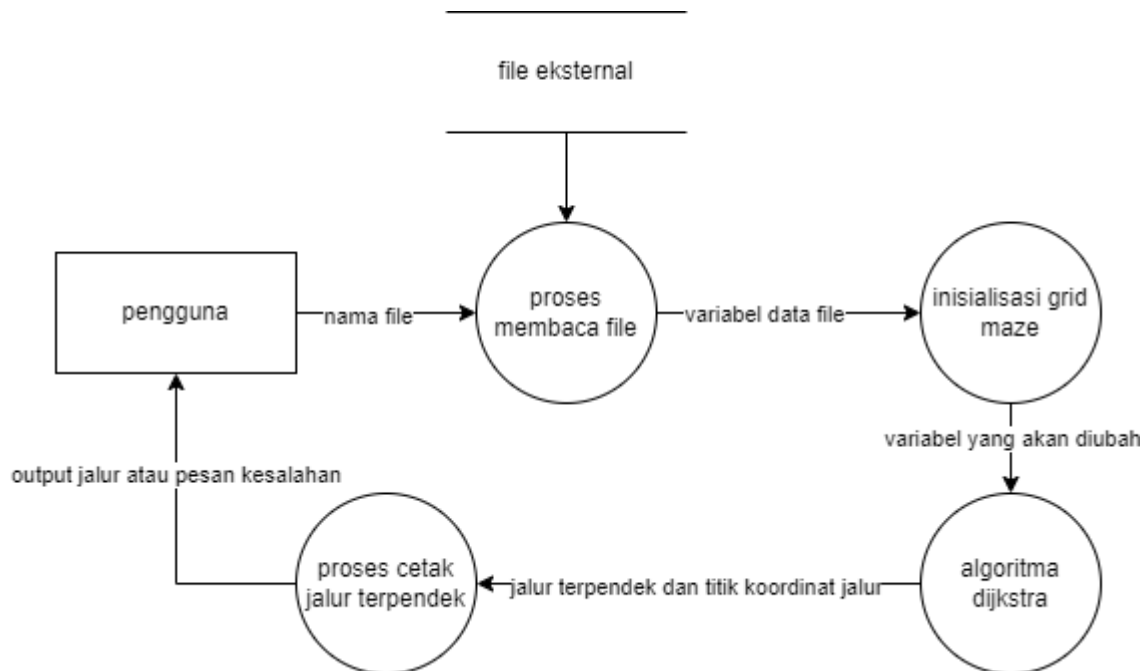 file eksternal
pengguna
nama file
proses
membaca file
variabel data file
inisialisasi grid
maze
variabel yang akan diubah
output jalur atau pesan kesalahan
proses cetak
jalur terpendek
jalur terpendek dan titik koordinat jalur
algoritma
dijkstra